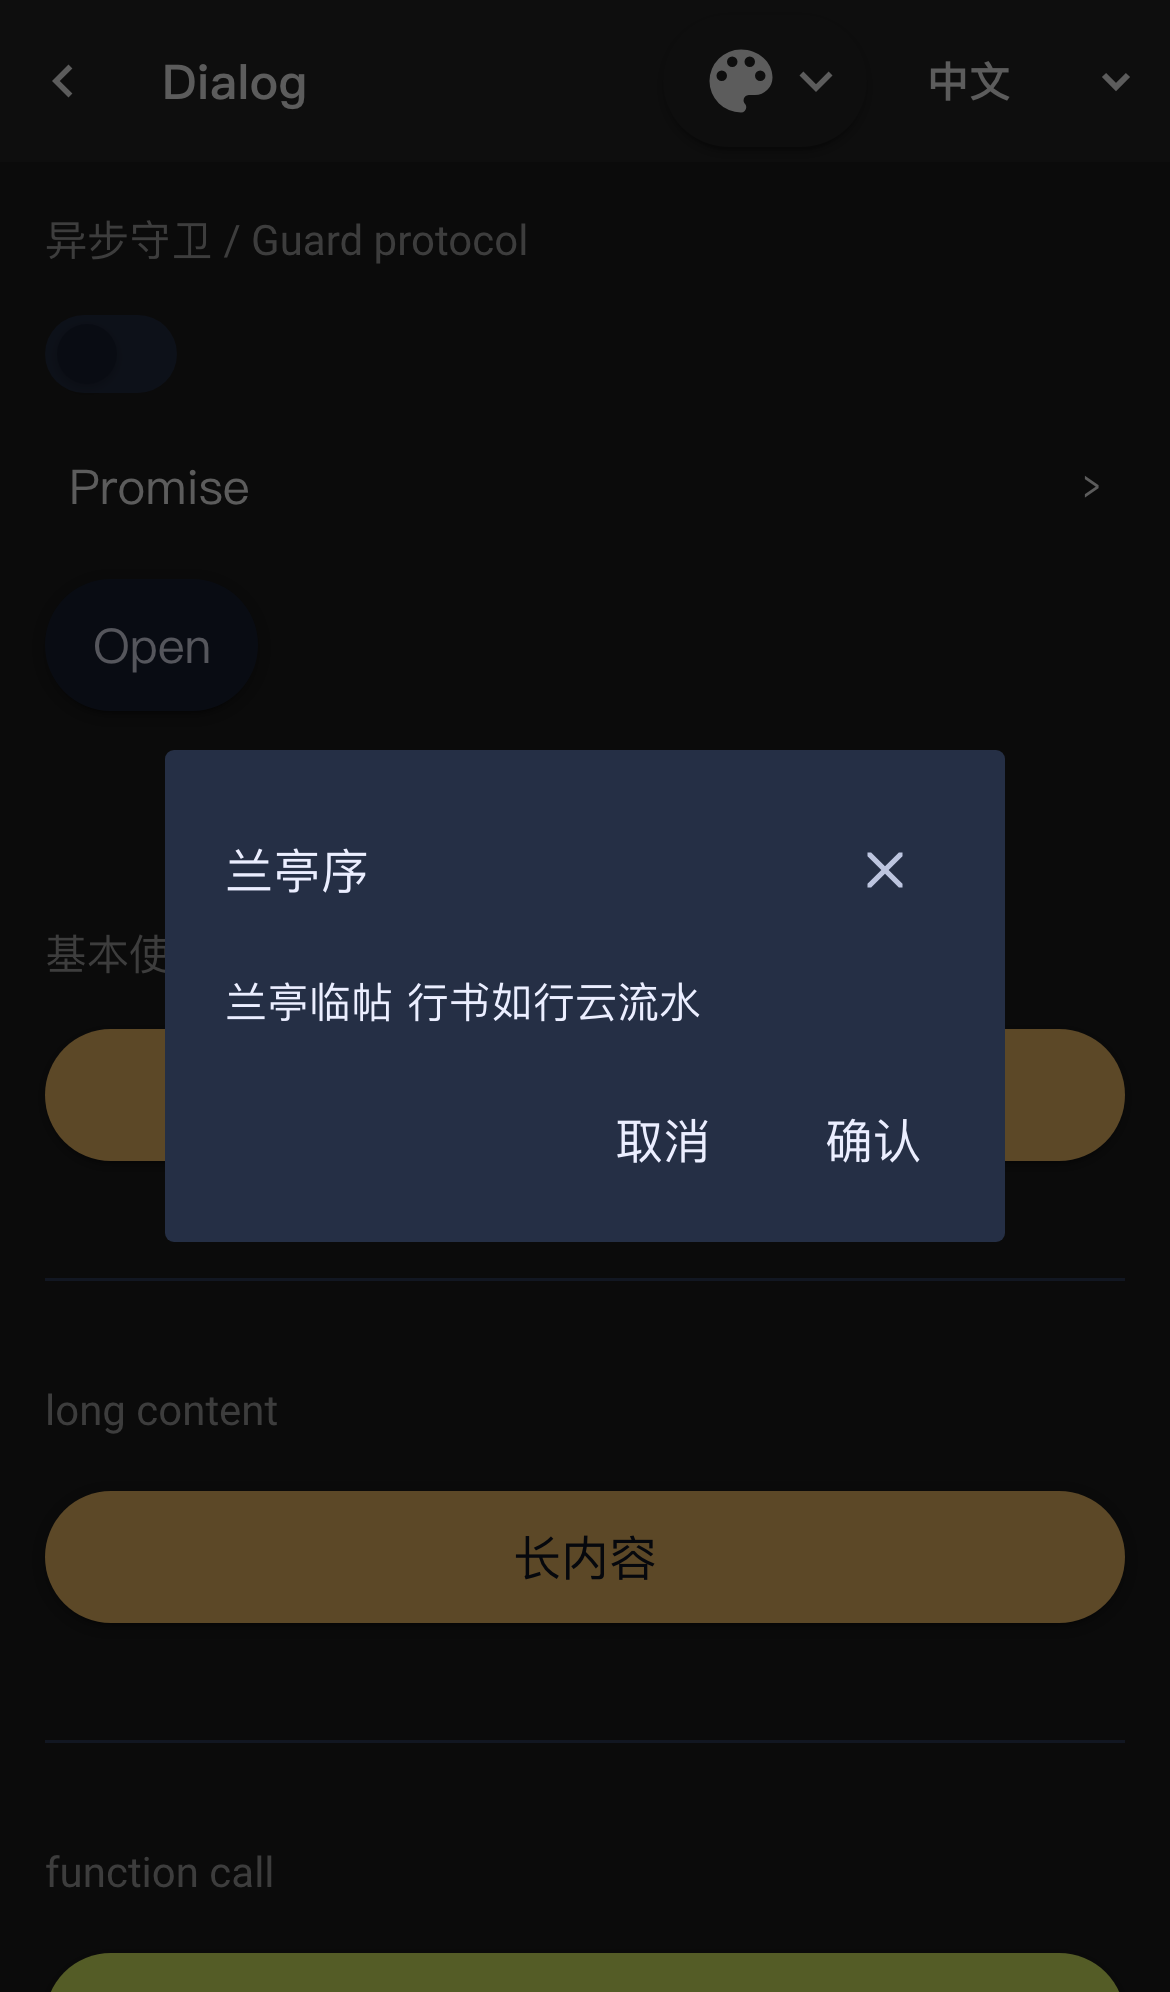 Dialog
中文
异步守卫 / Guard protocol
Promise
Open
兰亭序
兰亭临帖 行书如行云流水
取消
确认
基本使
long content
长内容
function call